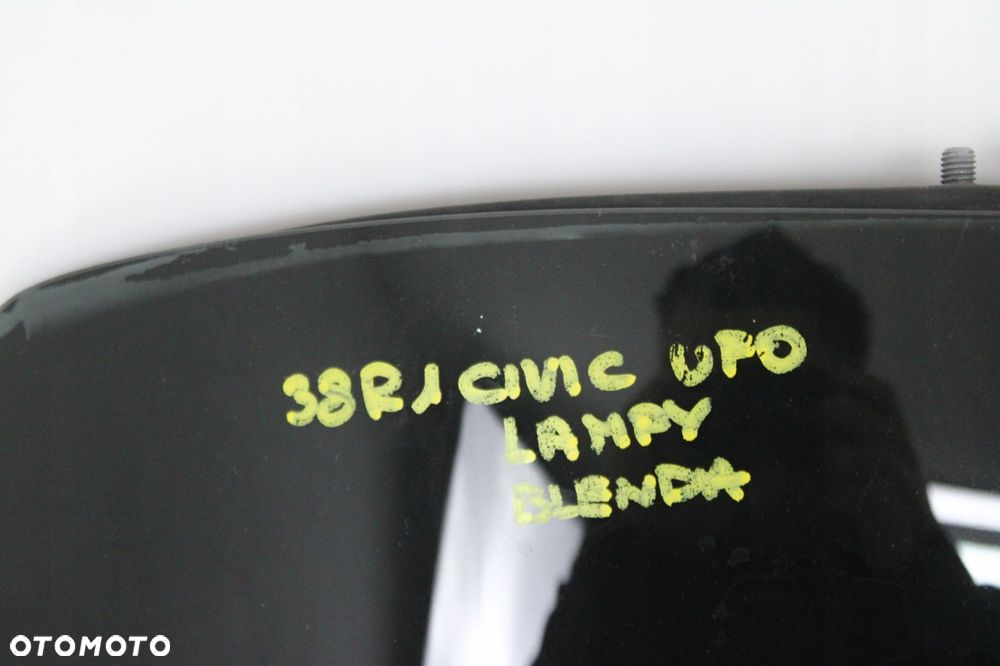 38R1 CIVIC UFO
LAMPY
BLENDA
OTOMOTO